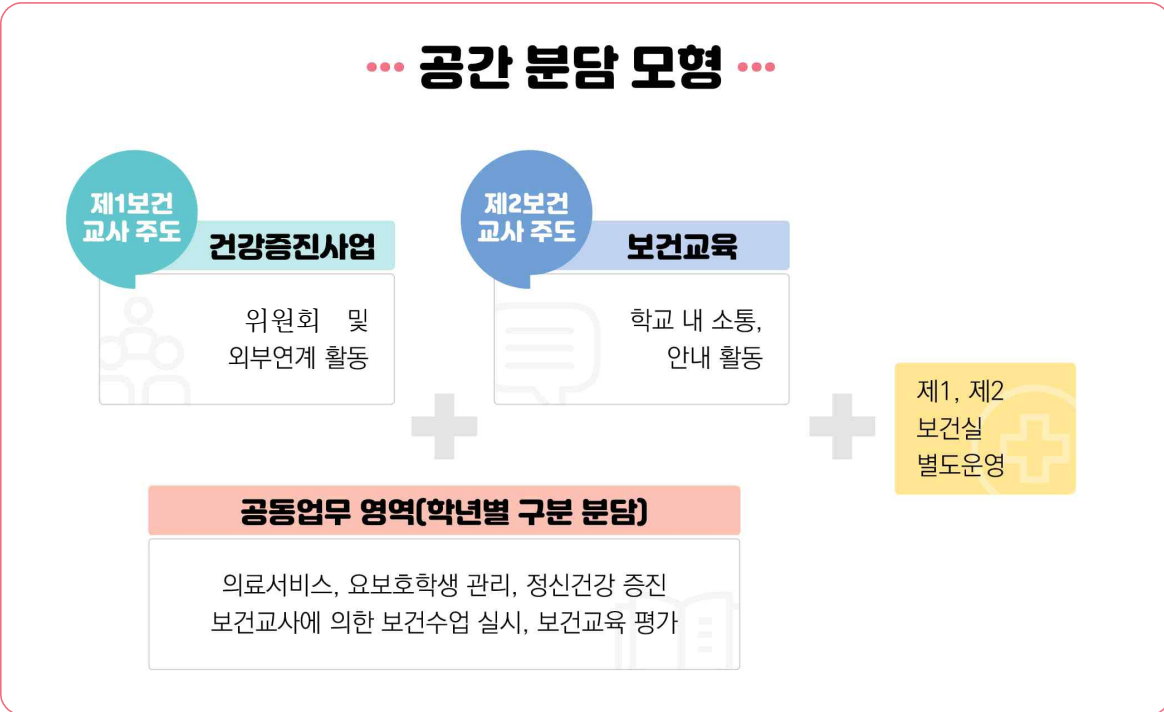 ··· 공간 분담 모형 ···
제1보건
교사 주도
건강증진사업
위원회 및
외부연계 활동
제2보건
교사 주도
보건교육
학교 내 소통,
안내 활동
제1, 제2
보건실
별도운영
공동업무 영역(학년별 구분 분담)
의료서비스, 요보호학생 관리, 정신건강 증진
보건교사에 의한 보건수업 실시, 보건교육 평가